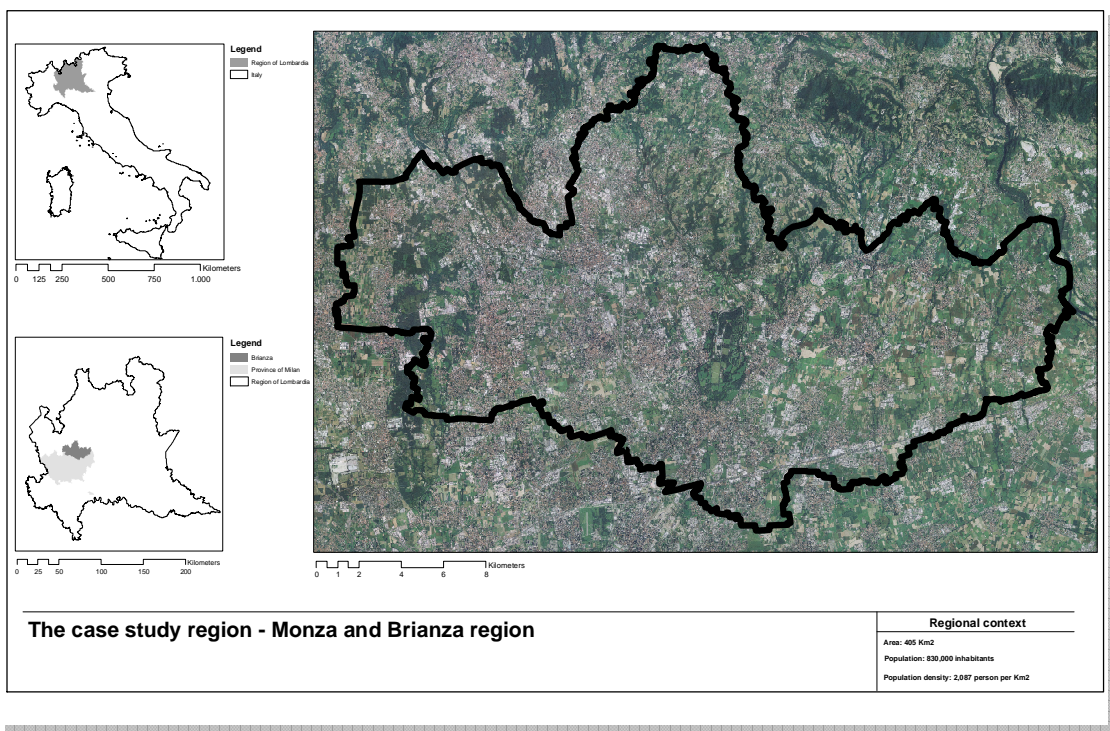 Legend
Region of Lombardia
Italy
Kilometers
0 125 250 500 750 1.000
Legend
Brianza
Province of Milan
Region of Lombardia
Kilometers
0 25 50 100 150 200
Kilometers
0 1 2 4 6 8
The case study region - Monza and Brianza region
Regional context
Area: 405 Km2
Population: 830,000 inhabitants
Population density: 2,087 person per Km2